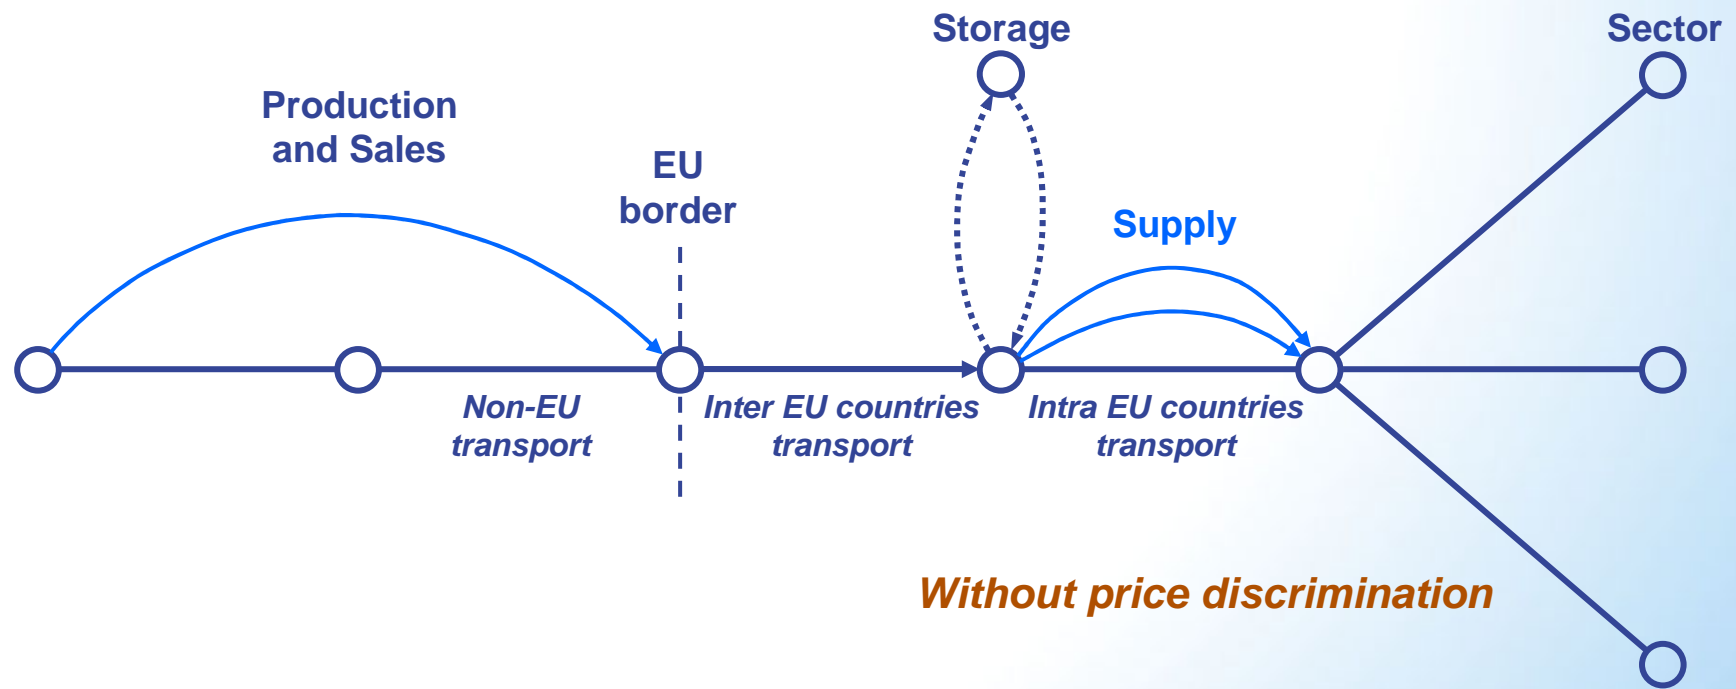 Storage
Sector
Production
and Sales
EU
border
Supply
Non-EU
transport
Inter EU countries
transport
Intra EU countries
transport
Without price discrimination